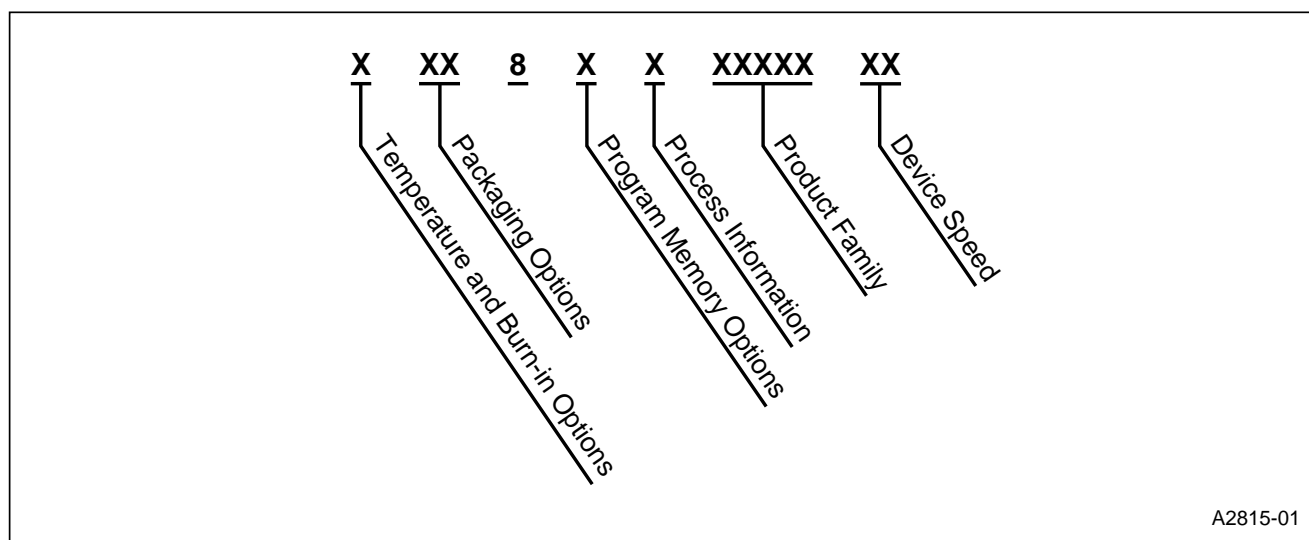 X XX 8 X X XXXXX XX
Temperature and Burn-in Options
Packaging Options
Program Memory Options
Process Information
Product Family
Device Speed
A2815-01